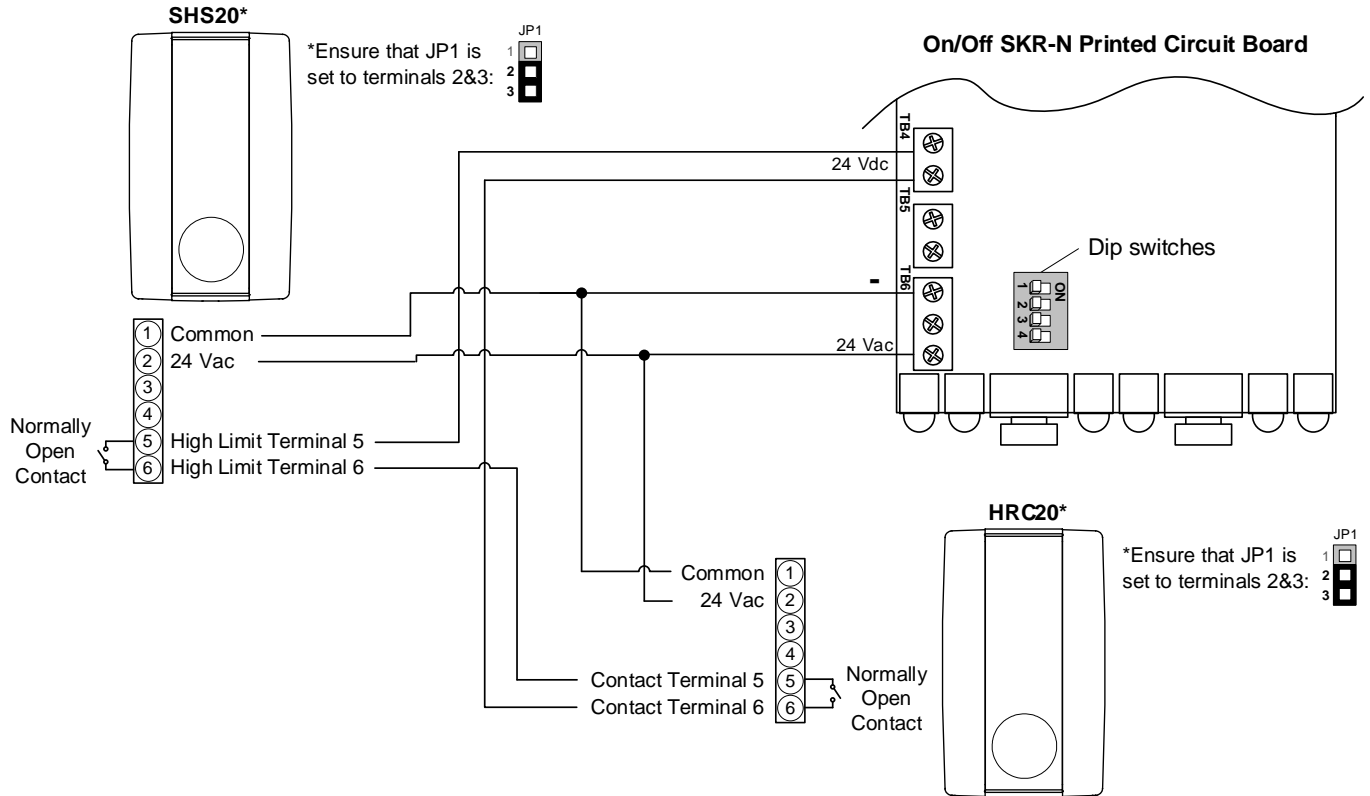 SHS20*
*Ensure that JP1 is
set to terminals 2&3:
JP1
1
2
3
On/Off SKR-N Printed Circuit Board
TB4
24 Vdc
TB5
Dip switches
TB6
-
ON
1
2
3
4
24 Vac
1 Common
2 24 Vac
3
4
5 High Limit Terminal 5
6 High Limit Terminal 6
Normally
Open
Contact
HRC20*
*Ensure that JP1 is
set to terminals 2&3:
JP1
1
2
3
Common 1
24 Vac 2
3
4
Contact Terminal 5 5
Contact Terminal 6 6
Normally
Open
Contact